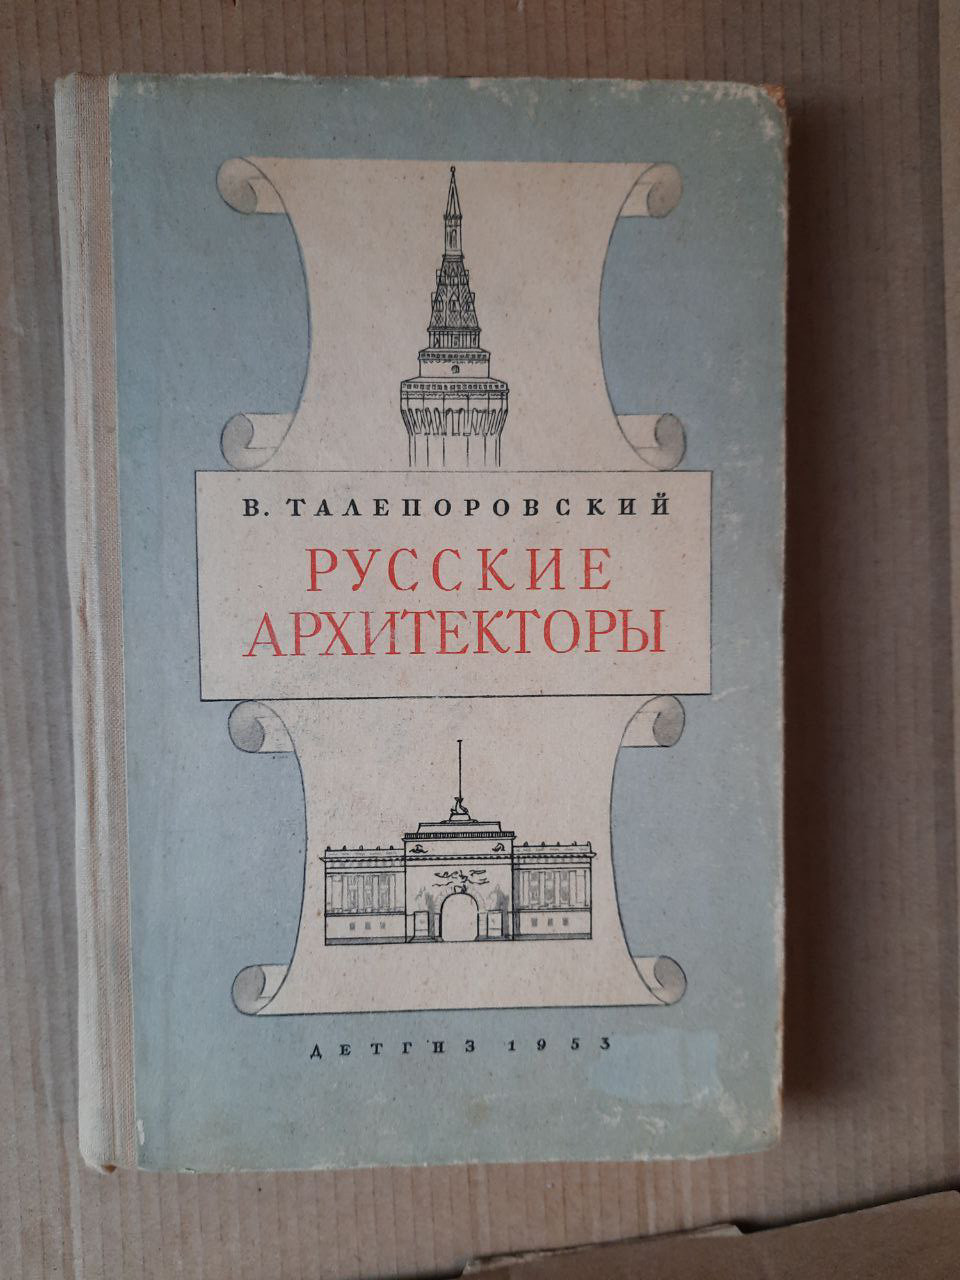 В. ТАЛЕПОРОВСКИЙ
РУССКИЕ
АРХИТЕКТОРЫ
ДЕТГИЗ 1953